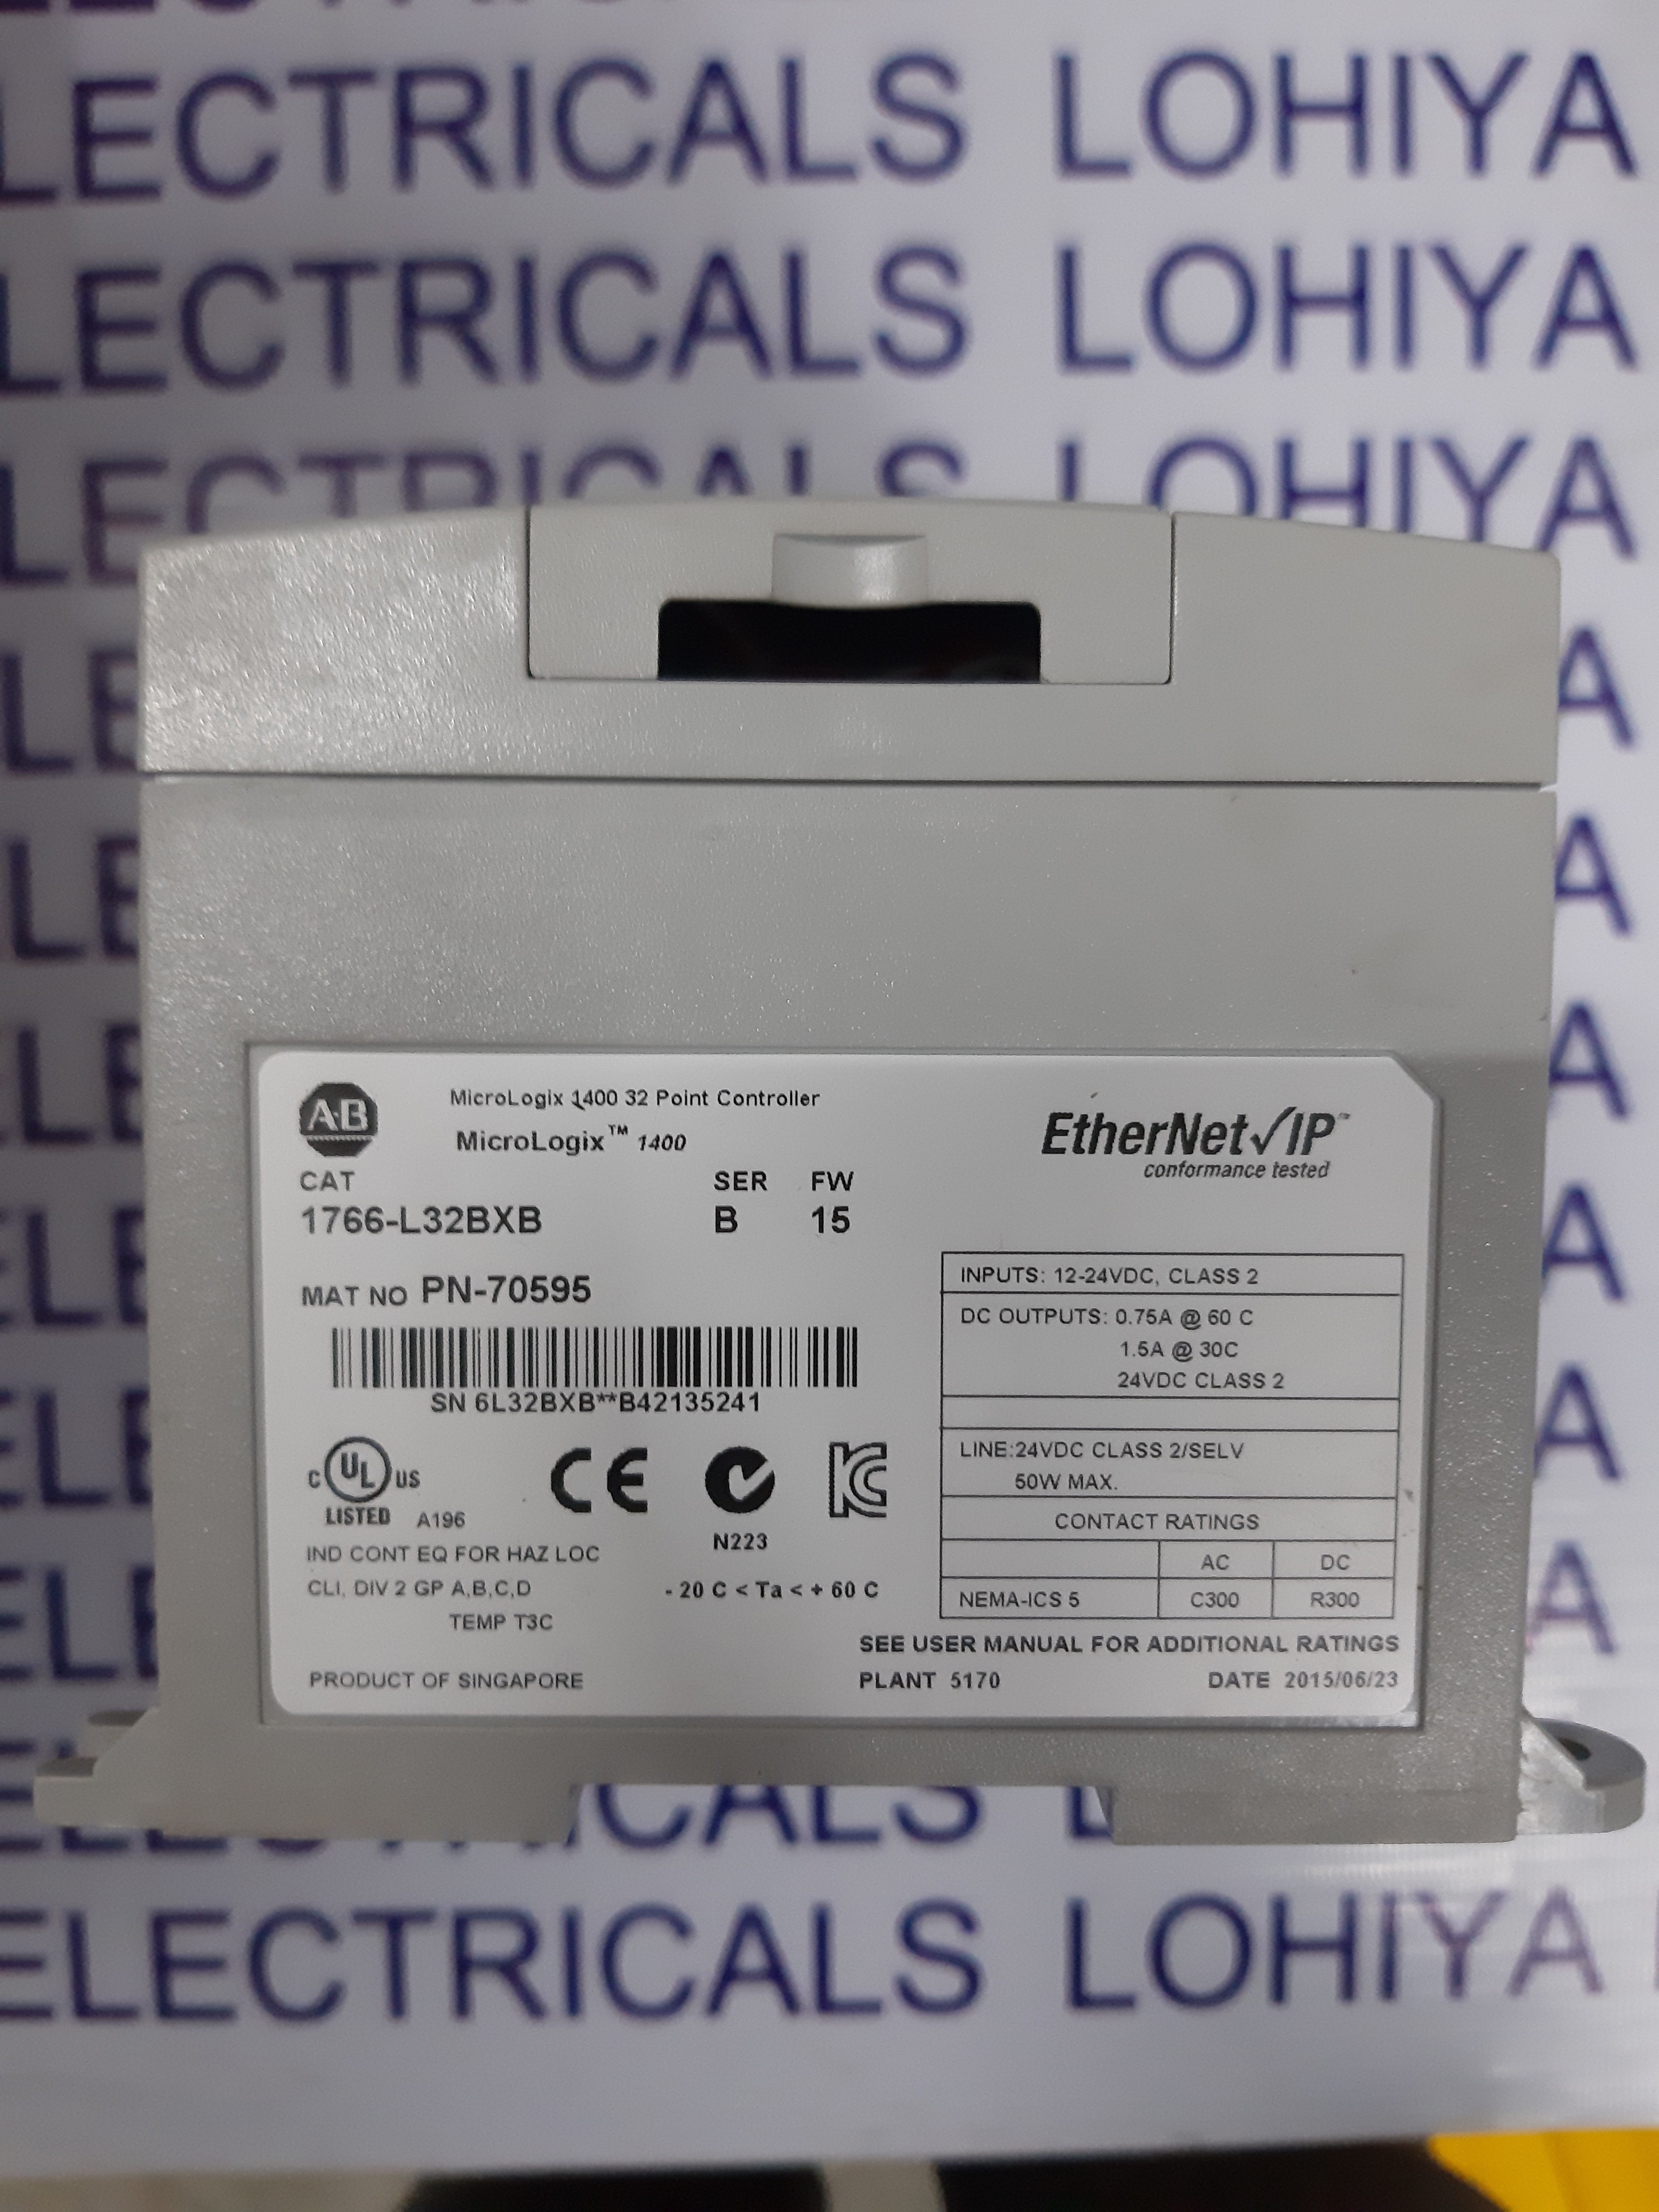 LECTRICALS LOHIYA
LECTRICALS LOHIYA
LECTRICALS LOHIYA
A·B
MicroLogix 1400 32 Point Controller
MicroLogix™ 1400
EtherNet/IP™
conformance tested
CAT SER FW
1766-L32BXB B 15
MAT NO PN-70595
SN 6L32BXB**B42135241
INPUTS: 12-24VDC, CLASS 2
DC OUTPUTS: 0.75A @ 60 C
1.5A @ 30C
24VDC CLASS 2
LINE:24VDC CLASS 2/SELV
50W MAX.
CONTACT RATINGS
AC DC
NEMA-ICS 5 C300 R300
C UL US
LISTED A196
CE
N223
IND CONT EQ FOR HAZ LOC
CLI, DIV 2 GP A,B,C,D
TEMP T3C
- 20 C < Ta < + 60 C
SEE USER MANUAL FOR ADDITIONAL RATINGS
PRODUCT OF SINGAPORE
PLANT 5170 DATE 2015/06/23
ELECTRICALS LOHIYA